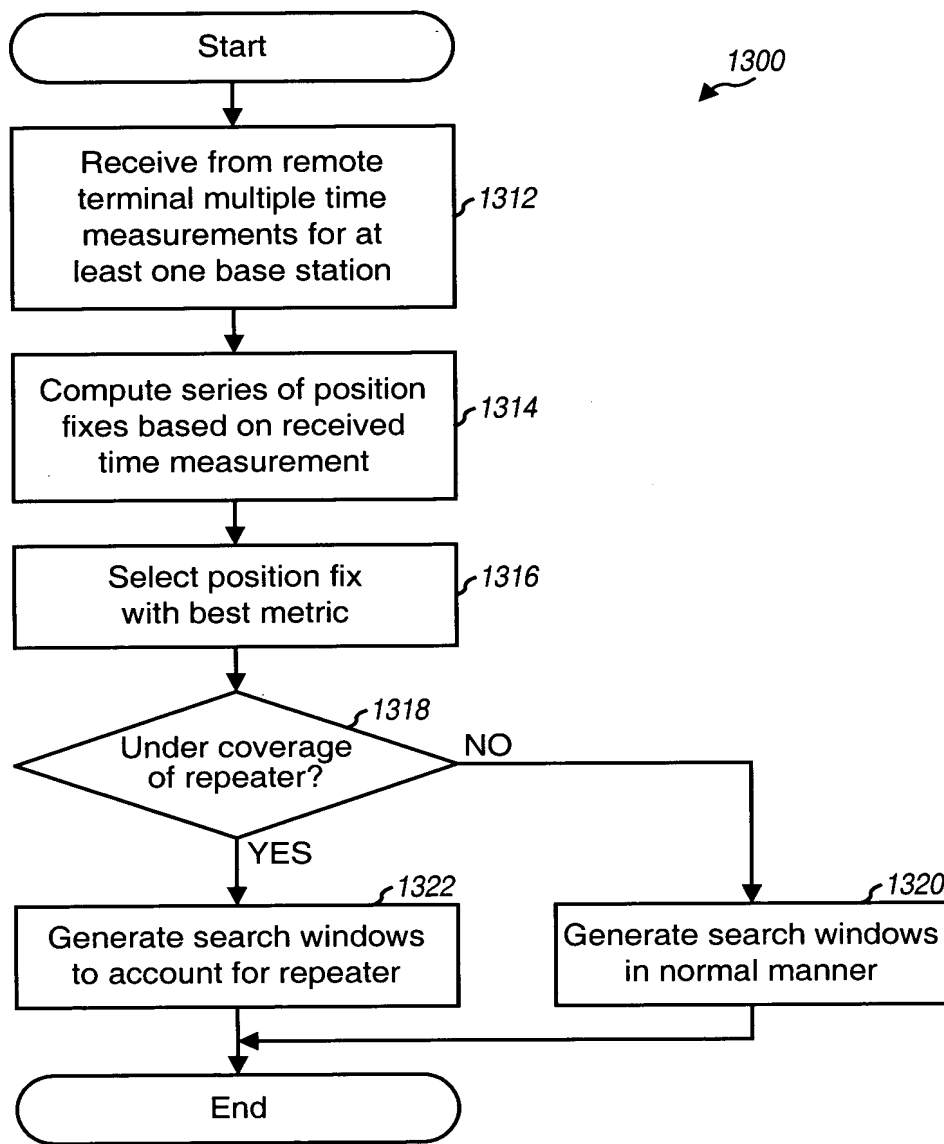 Start
1300
Receive from remote
terminal multiple time
measurements for at
least one base station
1312
Compute series of position
fixes based on received
time measurement
1314
Select position fix
with best metric
1316
1318
Under coverage
of repeater?
NO
YES
1322
Generate search windows
to account for repeater
1320
Generate search windows
in normal manner
End